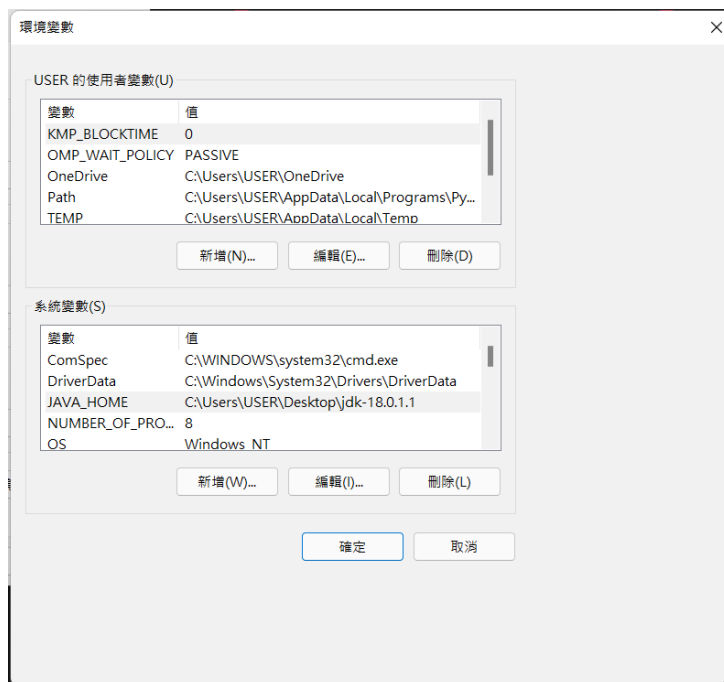 環境變數
USER 的使用者變數(U)
變數 值
KMP_BLOCKTIME 0
OMP_WAIT_POLICY PASSIVE
OneDrive C:\Users\USER\OneDrive
Path C:\Users\USER\AppData\Local\Programs\Py...
TEMP C:\Users\USER\AppData\Local\Temp
新增(N)... 編輯(E)... 刪除(D)
系統變數(S)
變數 值
ComSpec C:\WINDOWS\system32\cmd.exe
DriverData C:\Windows\System32\Drivers\DriverData
JAVA_HOME C:\Users\USER\Desktop\jdk-18.0.1.1
NUMBER_OF_PRO... 8
OS Windows_NT
新增(W)... 編輯(I)... 刪除(L)
確定 取消